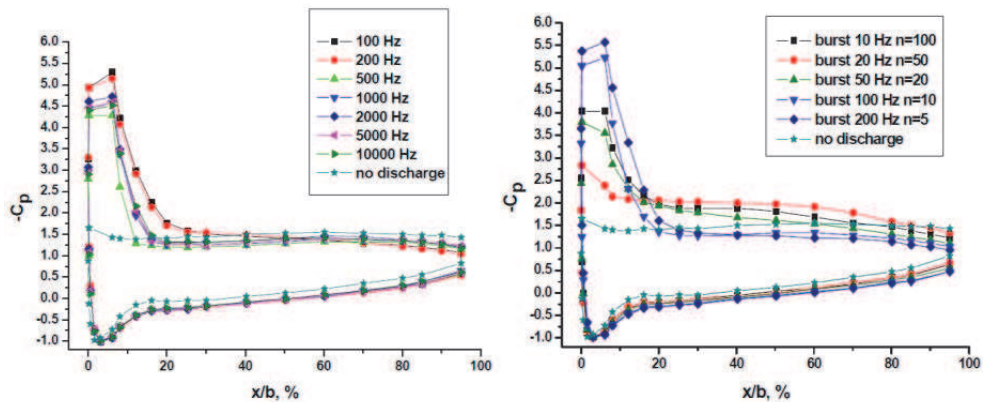 100 Hz
200 Hz
500 Hz
1000 Hz
2000 Hz
5000 Hz
10000 Hz
no discharge
-Cp
6.0
5.5
5.0
4.5
4.0
3.5
3.0
2.5
2.0
1.5
1.0
0.5
0.0
-0.5
-1.0
0 20 40 60 80 100
x/b, %
burst 10 Hz n=100
burst 20 Hz n=50
burst 50 Hz n=20
burst 100 Hz n=10
burst 200 Hz n=5
no discharge
-Cp
6.0
5.5
5.0
4.5
4.0
3.5
3.0
2.5
2.0
1.5
1.0
0.5
0.0
-0.5
-1.0
0 20 40 60 80 100
x/b, %